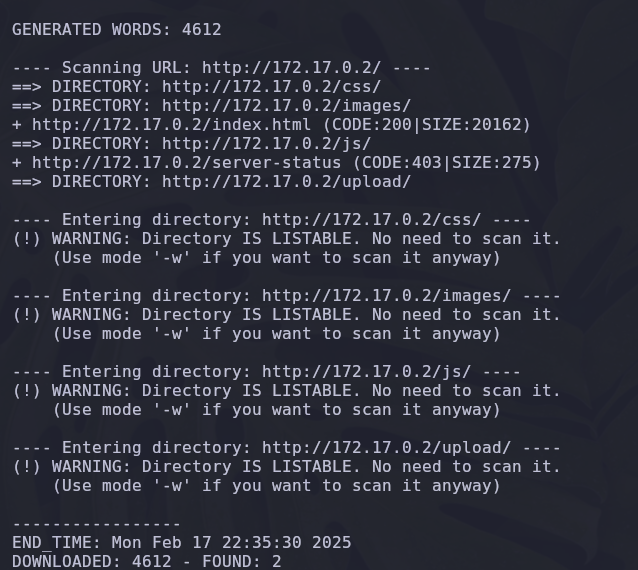 GENERATED WORDS: 4612
---- Scanning URL: http://172.17.0.2/ ----
==> DIRECTORY: http://172.17.0.2/css/
==> DIRECTORY: http://172.17.0.2/images/
+ http://172.17.0.2/index.html (CODE:200|SIZE:20162)
==> DIRECTORY: http://172.17.0.2/js/
+ http://172.17.0.2/server-status (CODE:403|SIZE:275)
==> DIRECTORY: http://172.17.0.2/upload/
---- Entering directory: http://172.17.0.2/css/ ----
(!) WARNING: Directory IS LISTABLE. No need to scan it.
    (Use mode '-w' if you want to scan it anyway)
---- Entering directory: http://172.17.0.2/images/ ----
(!) WARNING: Directory IS LISTABLE. No need to scan it.
    (Use mode '-w' if you want to scan it anyway)
---- Entering directory: http://172.17.0.2/js/ ----
(!) WARNING: Directory IS LISTABLE. No need to scan it.
    (Use mode '-w' if you want to scan it anyway)
---- Entering directory: http://172.17.0.2/upload/ ----
(!) WARNING: Directory IS LISTABLE. No need to scan it.
    (Use mode '-w' if you want to scan it anyway)
-----------------
END_TIME: Mon Feb 17 22:35:30 2025
DOWNLOADED: 4612 - FOUND: 2